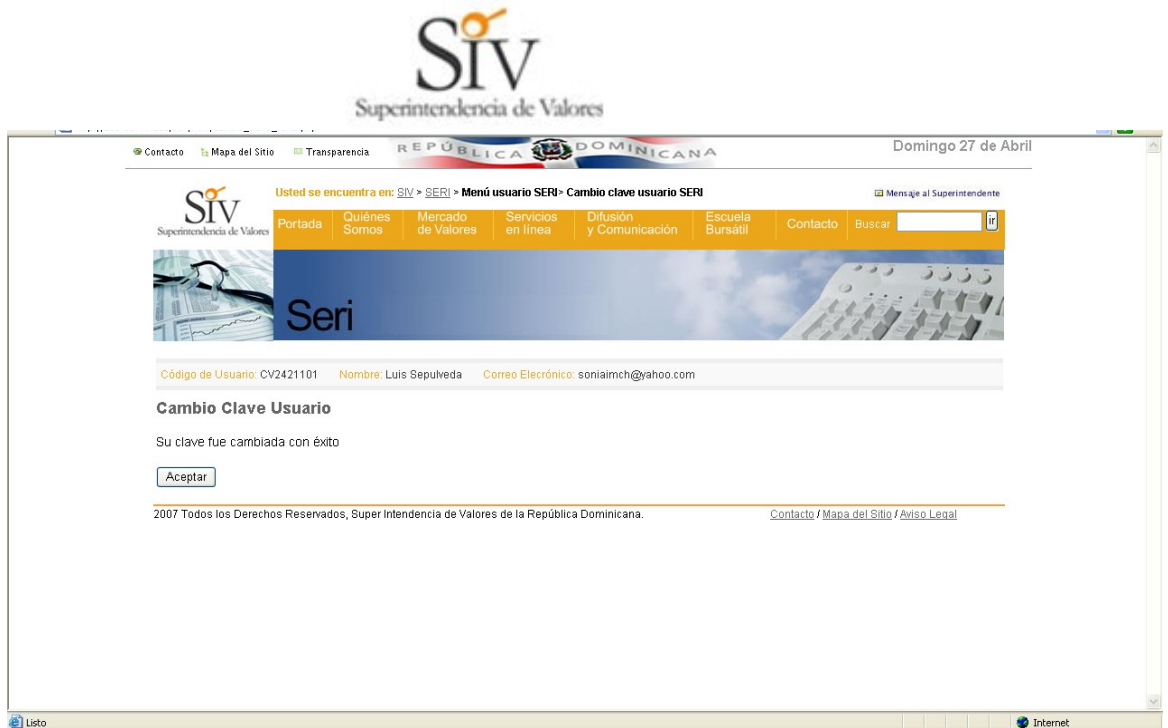 SIV
Superintendencia de Valores
Contacto Mapa del Sitio Transparencia REPÚBLICA DOMINICANA Domingo 27 de Abril
SIV
Superintendencia de Valores
Usted se encuentra en: SIV > SERI > Menú usuario SERI> Cambio clave usuario SERI Mensaje al Superintendente
Portada Quiénes Somos Mercado de Valores Servicios en línea Difusión y Comunicación Escuela Bursátil Contacto Buscar ir
Seri
Código de Usuario: CV2421101 Nombre: Luis Sepulveda Correo Elecrónico: soniaimch@yahoo.com
Cambio Clave Usuario
Su clave fue cambiada con éxito
Aceptar
2007 Todos los Derechos Reservados, Super Intendencia de Valores de la República Dominicana. Contacto / Mapa del Sitio / Aviso Legal
Listo Internet